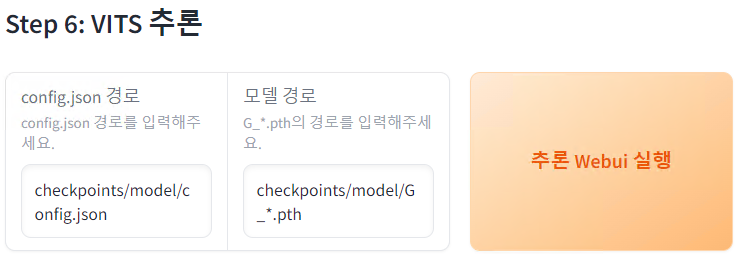 Step 6: VITS 추론
config.json 경로
config.json 경로를 입력해주
세요.
checkpoints/model/c
onfig.json
모델 경로
G_*.pth의 경로를 입력해주세
요.
checkpoints/model/G
_*.pth
추론 Webui 실행